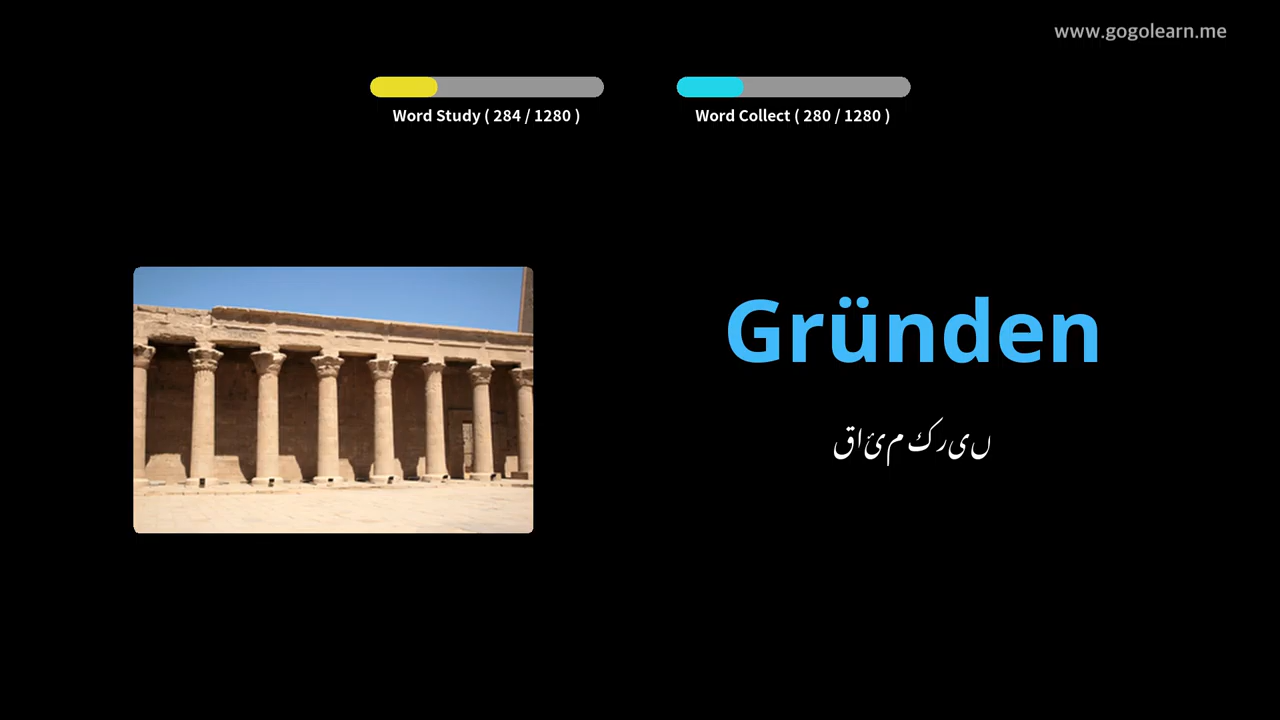 www.gogolearn.me
Word Study ( 284 / 1280 )
Word Collect ( 280 / 1280 )
Gründen
قائم کریں